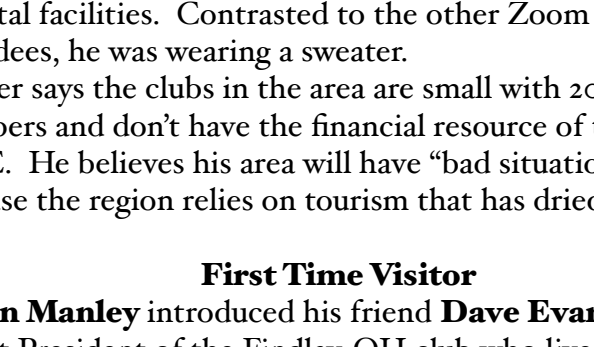 tal facilities. Contrasted to the other Zoom
dees, he was wearing a sweater.
er says the clubs in the area are small with 20
bers and don’t have the financial resource of
E. He believes his area will have “bad situatio
se the region relies on tourism that has dried
First Time Visitor
n Manley introduced his friend Dave Evan
t President of the Findley OH club who live